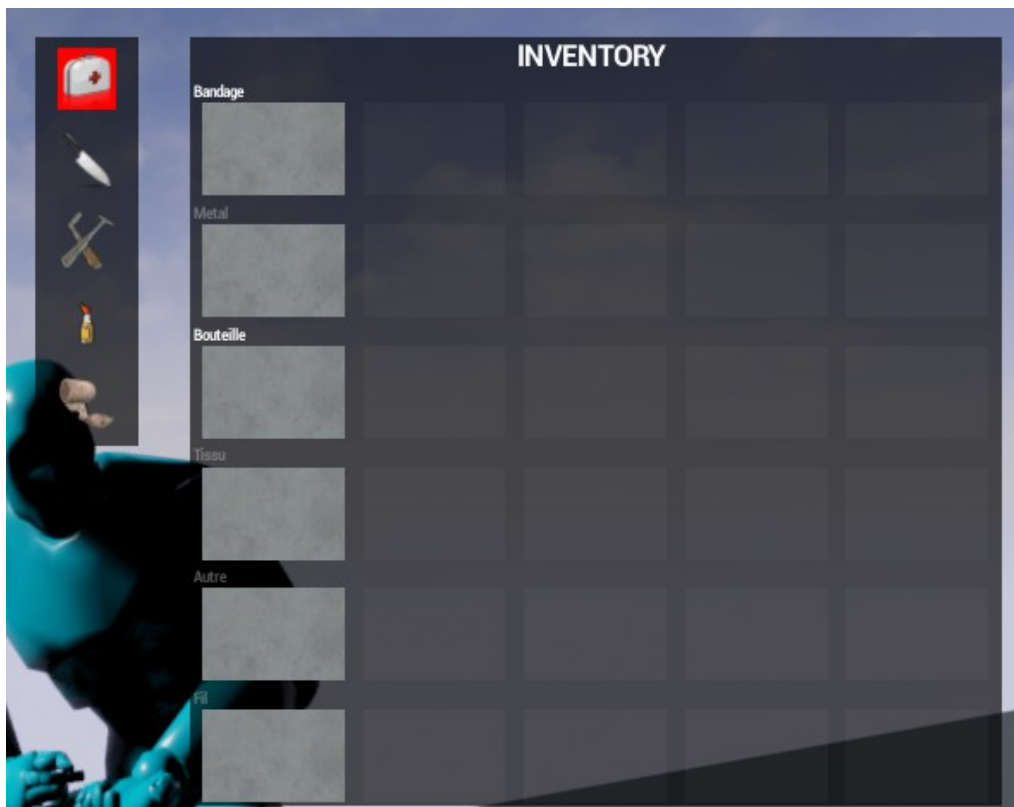 INVENTORY
Bandage
Metal
Bouteille
Tissu
Autre
Fil